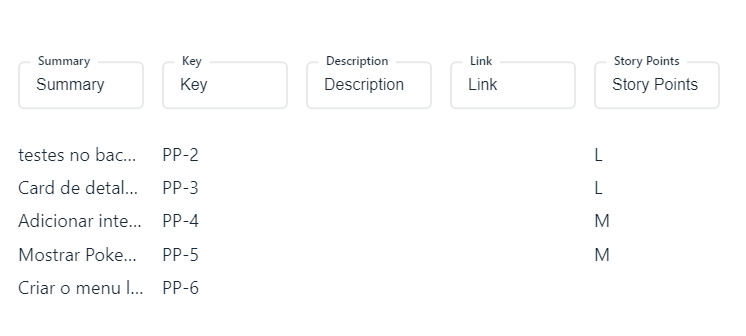 Summary Key Description Link Story Points
Summary Key Description Link Story Points
testes no bac... PP-2 L
Card de detal... PP-3 L
Adicionar inte... PP-4 M
Mostrar Poke... PP-5 M
Criar o menu l... PP-6